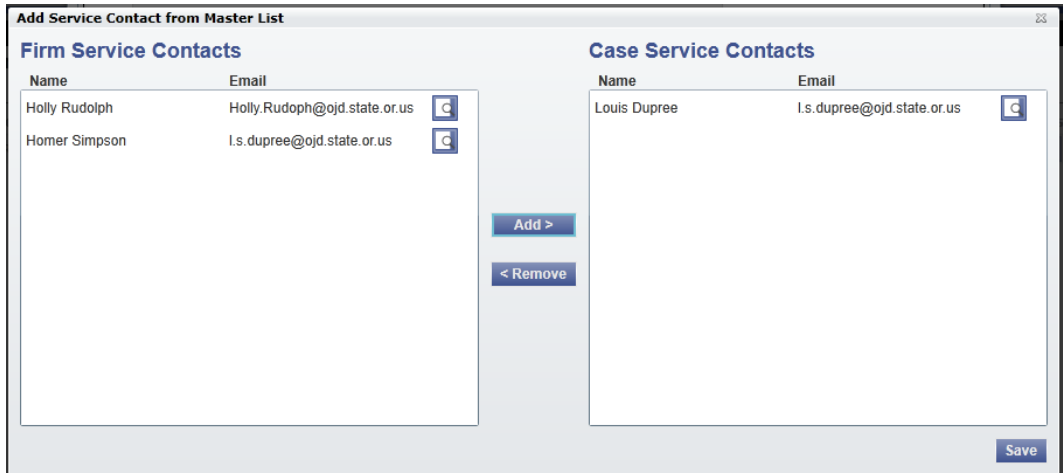 Add Service Contact from Master List
Firm Service Contacts
Name Email
Holly Rudolph Holly.Rudoph@ojd.state.or.us
Homer Simpson l.s.dupree@ojd.state.or.us
Add >
< Remove
Case Service Contacts
Name Email
Louis Dupree l.s.dupree@ojd.state.or.us
Save